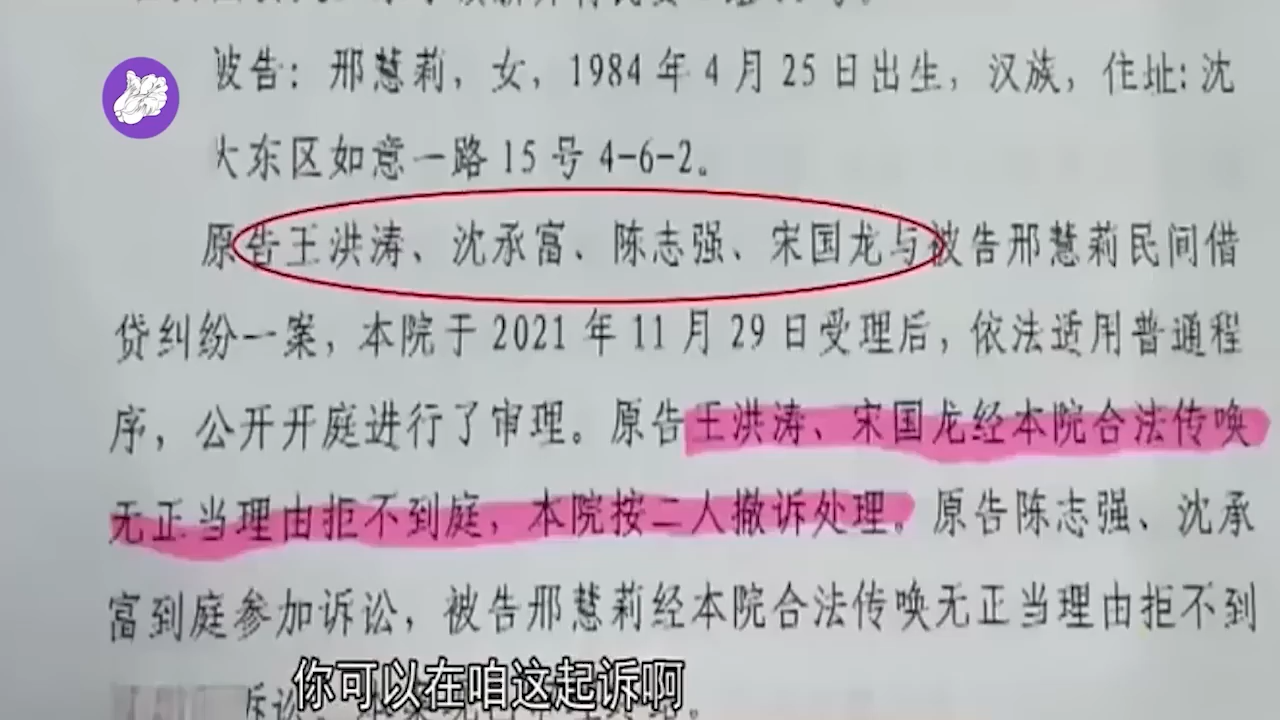 被告：邢慧莉，女，1984年4月25日出生，汉族，住址：沈
大东区如意一路15号4-6-2。
原告王洪涛、沈承富、陈志强、宋国龙与被告邢慧莉民间借
贷纠纷一案，本院于2021年11月29日受理后，依法适用普通程
序，公开开庭进行了审理。原告王洪涛、宋国龙经本院合法传唤
无正当理由拒不到庭，本院按二人撤诉处理。原告陈志强、沈承
富到庭参加诉讼，被告邢慧莉经本院合法传唤无正当理由拒不到
诉讼
你可以在咱这起诉啊